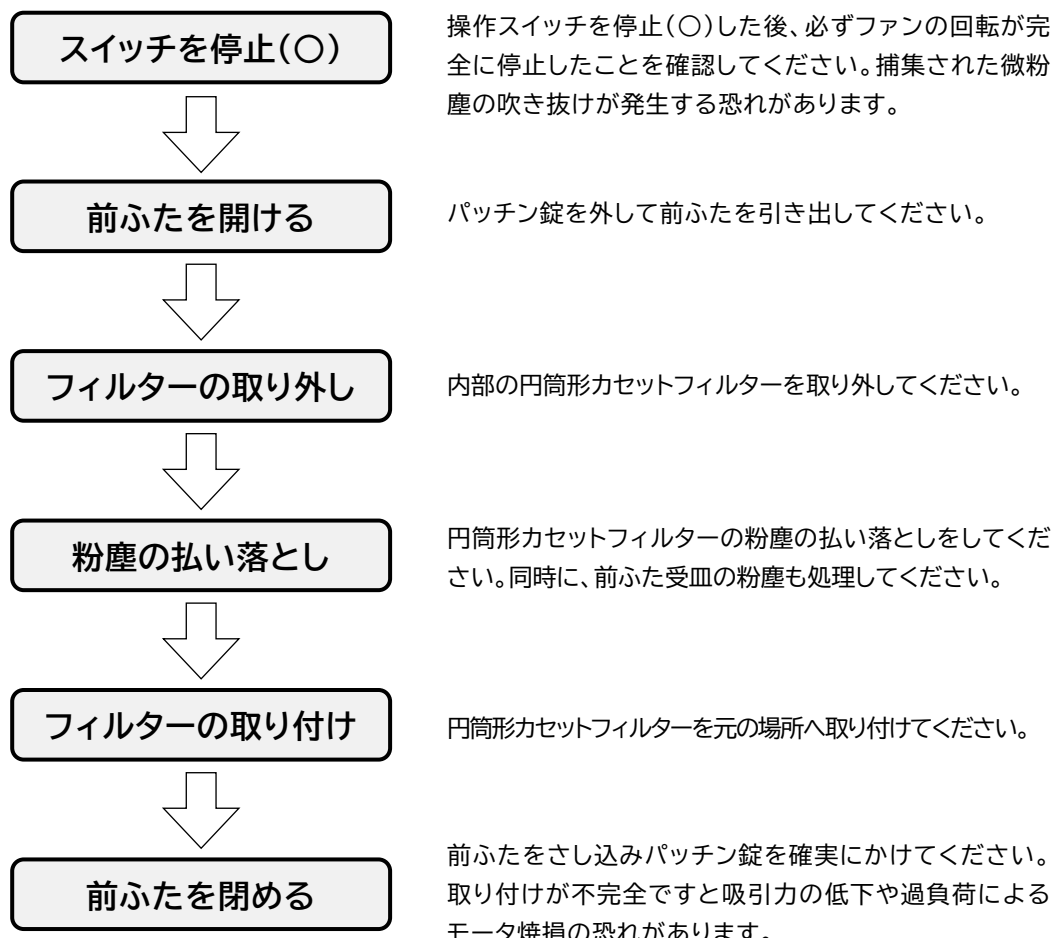 スイッチを停止(〇)
操作スイッチを停止(〇)した後、必ずファンの回転が完
全に停止したことを確認してください。捕集された微粉
塵の吹き抜けが発生する恐れがあります。
前ふたを開ける
パッチン錠を外して前ふたを引き出してください。
フィルターの取り外し
内部の円筒形カセットフィルターを取り外してください。
粉塵の払い落とし
円筒形カセットフィルターの粉塵の払い落としをしてくだ
さい。同時に、前ふた受皿の粉塵も処理してください。
フィルターの取り付け
円筒形カセットフィルターを元の場所へ取り付けてください。
前ふたを閉める
前ふたをさし込みパッチン錠を確実にかけてください。
取り付けが不完全ですと吸引力の低下や過負荷による
モータ焼損の恐れがあります。